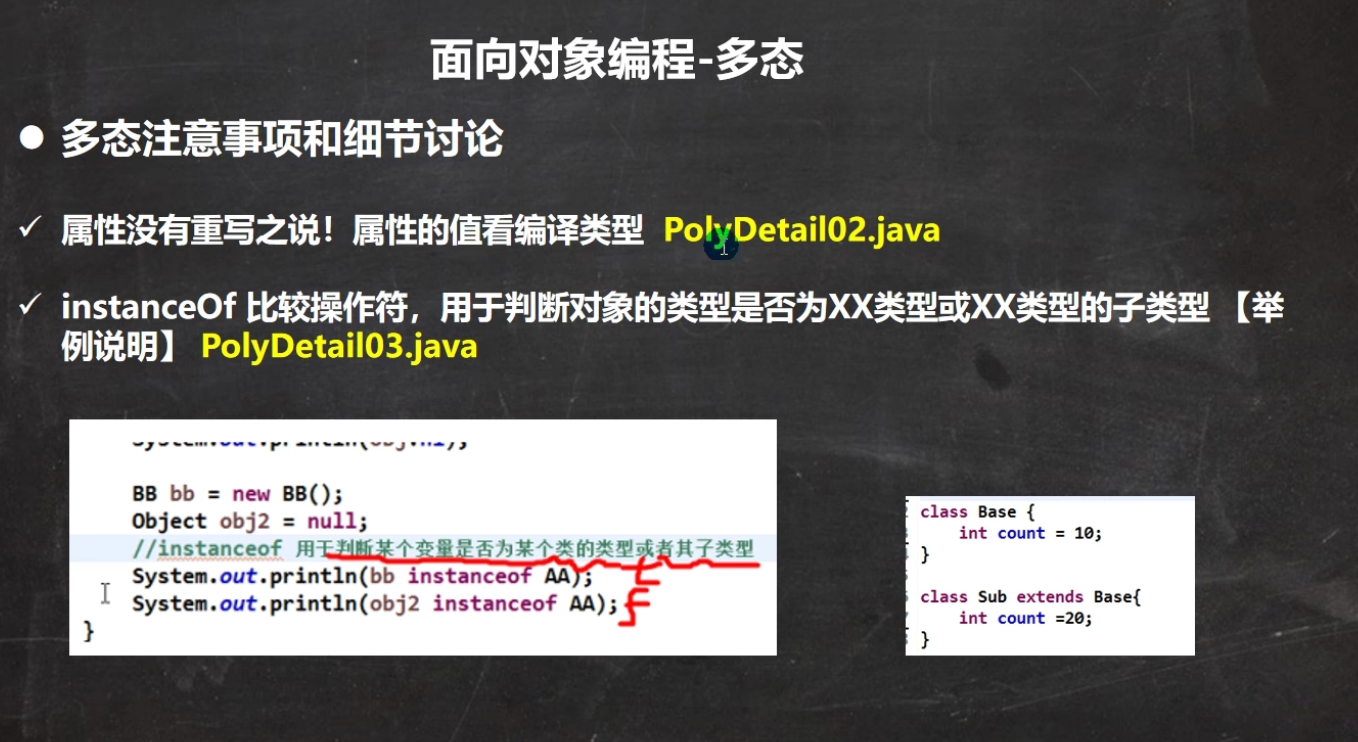 面向对象编程-多态
● 多态注意事项和细节讨论
✓ 属性没有重写之说！属性的值看编译类型 PolyDetail02.java
✓ instanceOf 比较操作符，用于判断对象的类型是否为XX类型或XX类型的子类型 【举
例说明】 PolyDetail03.java
BB bb = new BB();
Object obj2 = null;
//instanceof 用于判断某个变量是否为某个类的类型或者其子类型
System.out.println(bb instanceof AA); t
System.out.println(obj2 instanceof AA); F
}
class Base {
int count = 10;
}
class Sub extends Base{
int count =20;
}